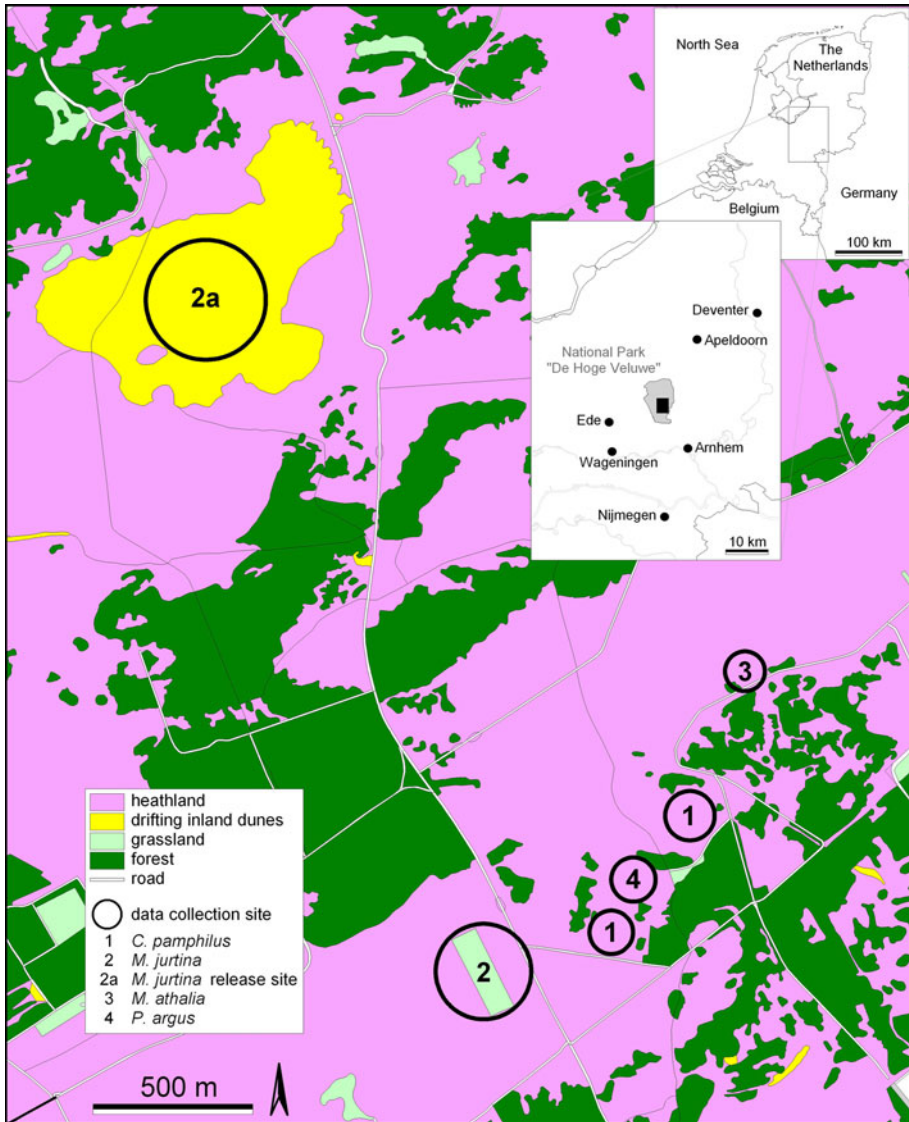 North Sea
The
Netherlands
Germany
Belgium
100 km
2a
Deventer
Apeldoorn
National Park
"De Hoge Veluwe"
Ede
Arnhem
Wageningen
Nijmegen
10 km
3
1
4
1
2
heathland
drifting inland dunes
grassland
forest
road
data collection site
1 C. pamphilus
2 M. jurtina
2a M. jurtina release site
3 M. athalia
4 P. argus
500 m